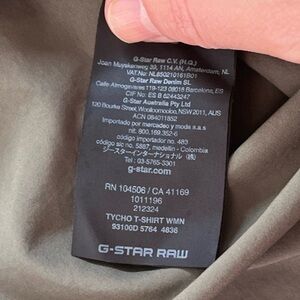 G-Star Raw C.V. (H.Q.)
Joan Muyskenweg 39, 1114 AN, Amsterdam, NL
VAT.No: NL850210161B01
G-Star Raw Denim SL
Calle Almogavares 119-123 08018 Barcelona, ES
CIF No: ES B 62443247
G-Star Australia Pty Ltd
120 Bourke Street, Woolloomooloo, NSW2011, AUS
ACN 084011852
Importado por mercadeo y moda s.a.s
nit. 800.169.352-6
código importador no. 483
código sic no. 5887, medellin - Colombia
ジースターインターナショナル (株)
Tel : 03-5765-3301
g-star.com
RN 104506 / CA 41169
1011196
212324
TYCHO T-SHIRT WMN
93100D 5764 4836
G-STAR RAW